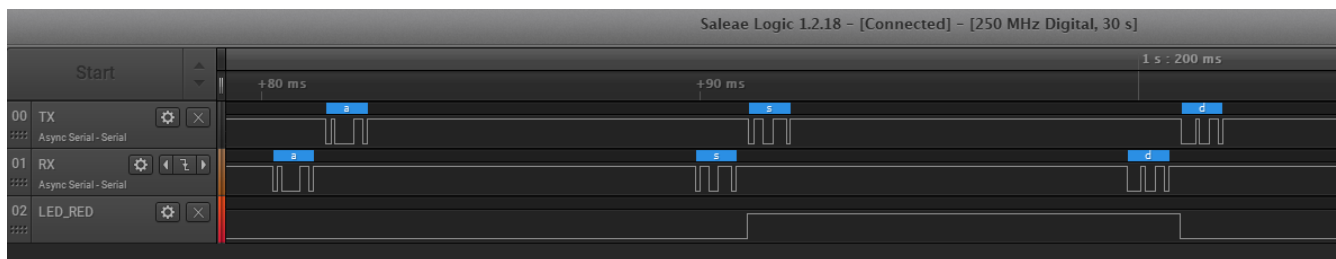 Saleae Logic 1.2.18 - [Connected] - [250 MHz Digital, 30 s]
Start
1 s : 200 ms
+80 ms
+90 ms
00 TX
Async Serial - Serial
a
s
d
01 RX
Async Serial - Serial
a
s
d
02 LED_RED